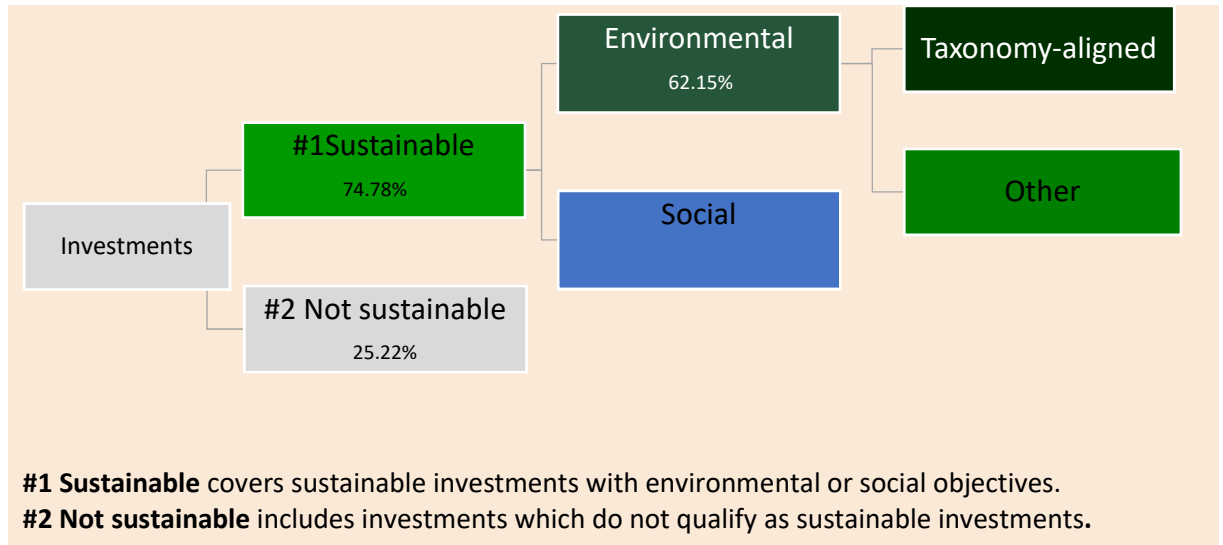 Environmental
62.15%
Taxonomy-aligned
#1Sustainable
74.78%
Social
Other
Investments
#2 Not sustainable
25.22%
#1 Sustainable covers sustainable investments with environmental or social objectives.
#2 Not sustainable includes investments which do not qualify as sustainable investments.